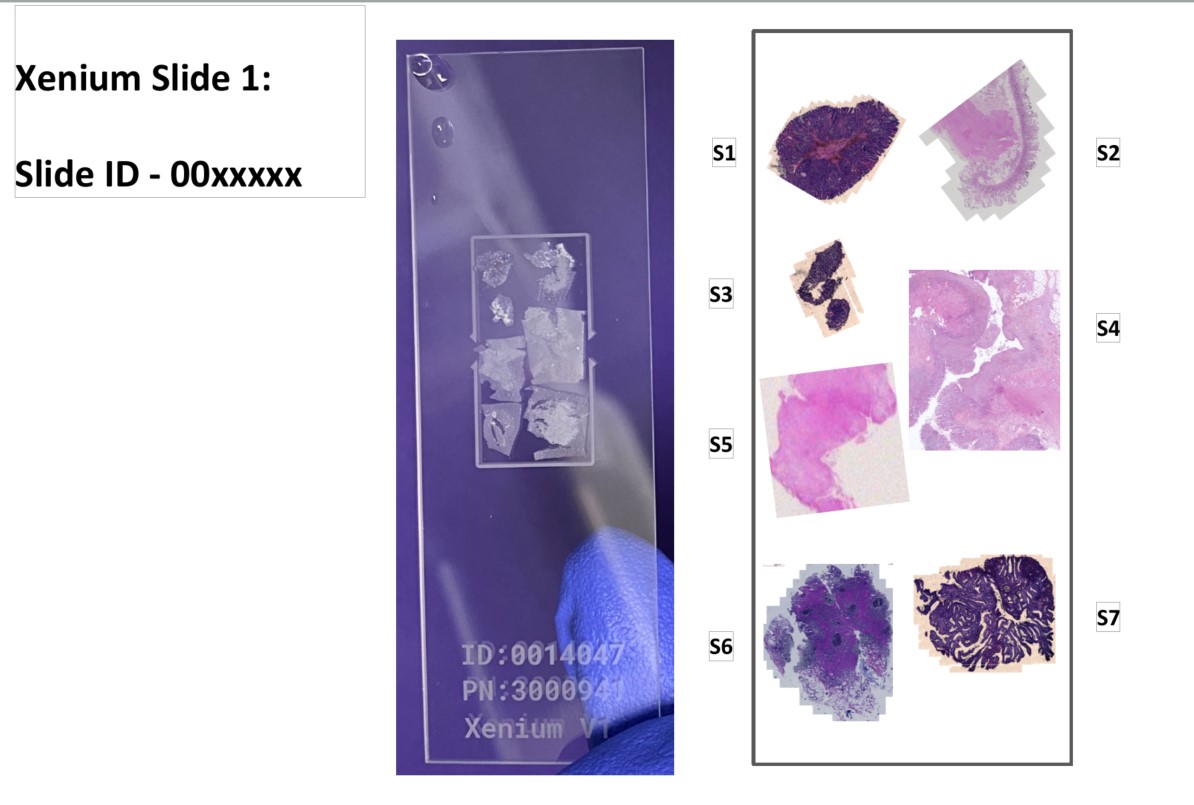 Xenium Slide 1:
Slide ID - 00xxxxx
ID:0014047
PN:3000941
Xenium V1
S1
S2
S3
S4
S5
S6
S7